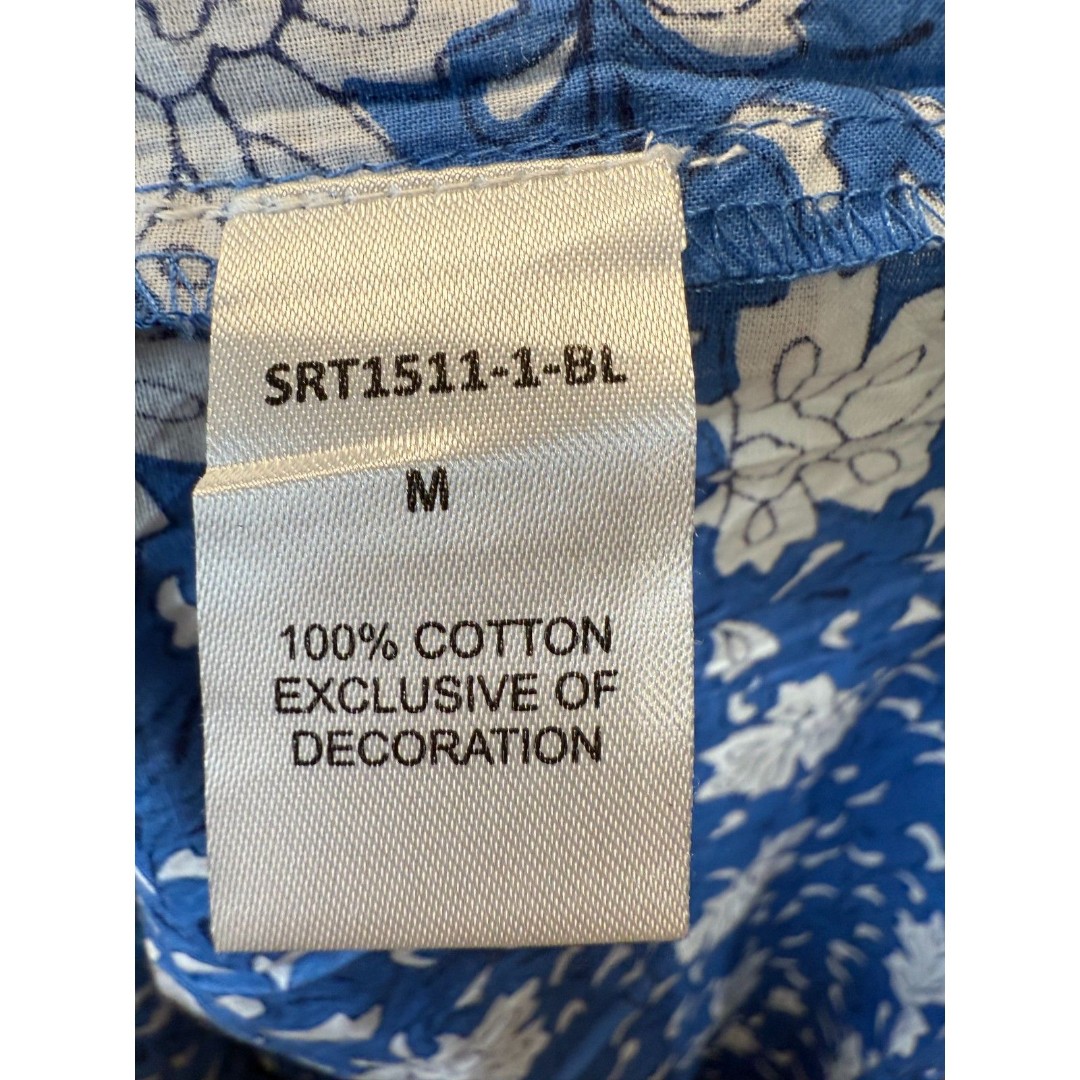 SRT1511-1-BL
M
100% COTTON
EXCLUSIVE OF
DECORATION